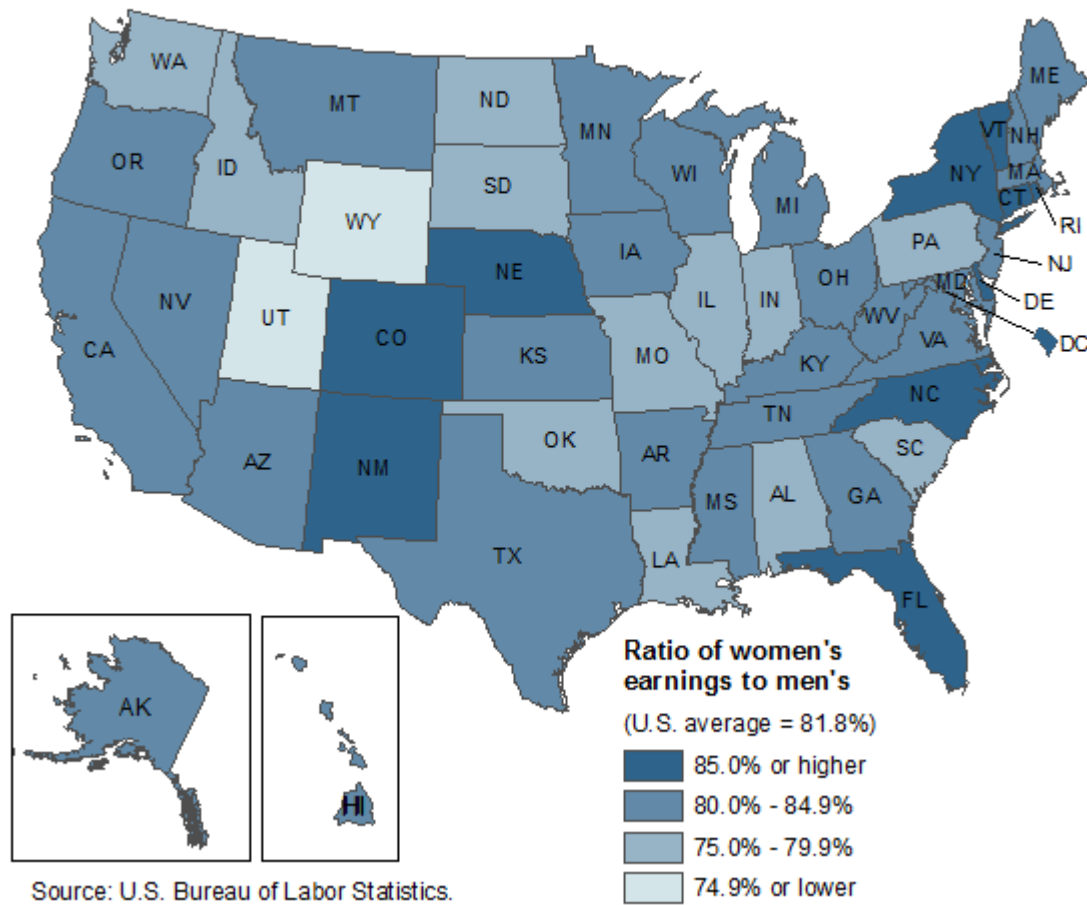 WA
MT
ND
MN
ME
VT
NH
OR
ID
SD
WI
NY
MA
MI
CT
WY
RI
PA
NE
IA
NJ
OH
MD
NV
UT
IL
IN
DE
CO
WV
CA
KS
MO
VA
DC
KY
NC
TN
OK
AZ
NM
AR
SC
MS
AL
GA
TX
LA
FL
AK
HI
Ratio of women's
earnings to men's
(U.S. average = 81.8%)
85.0% or higher
80.0% - 84.9%
75.0% - 79.9%
74.9% or lower
Source: U.S. Bureau of Labor Statistics.